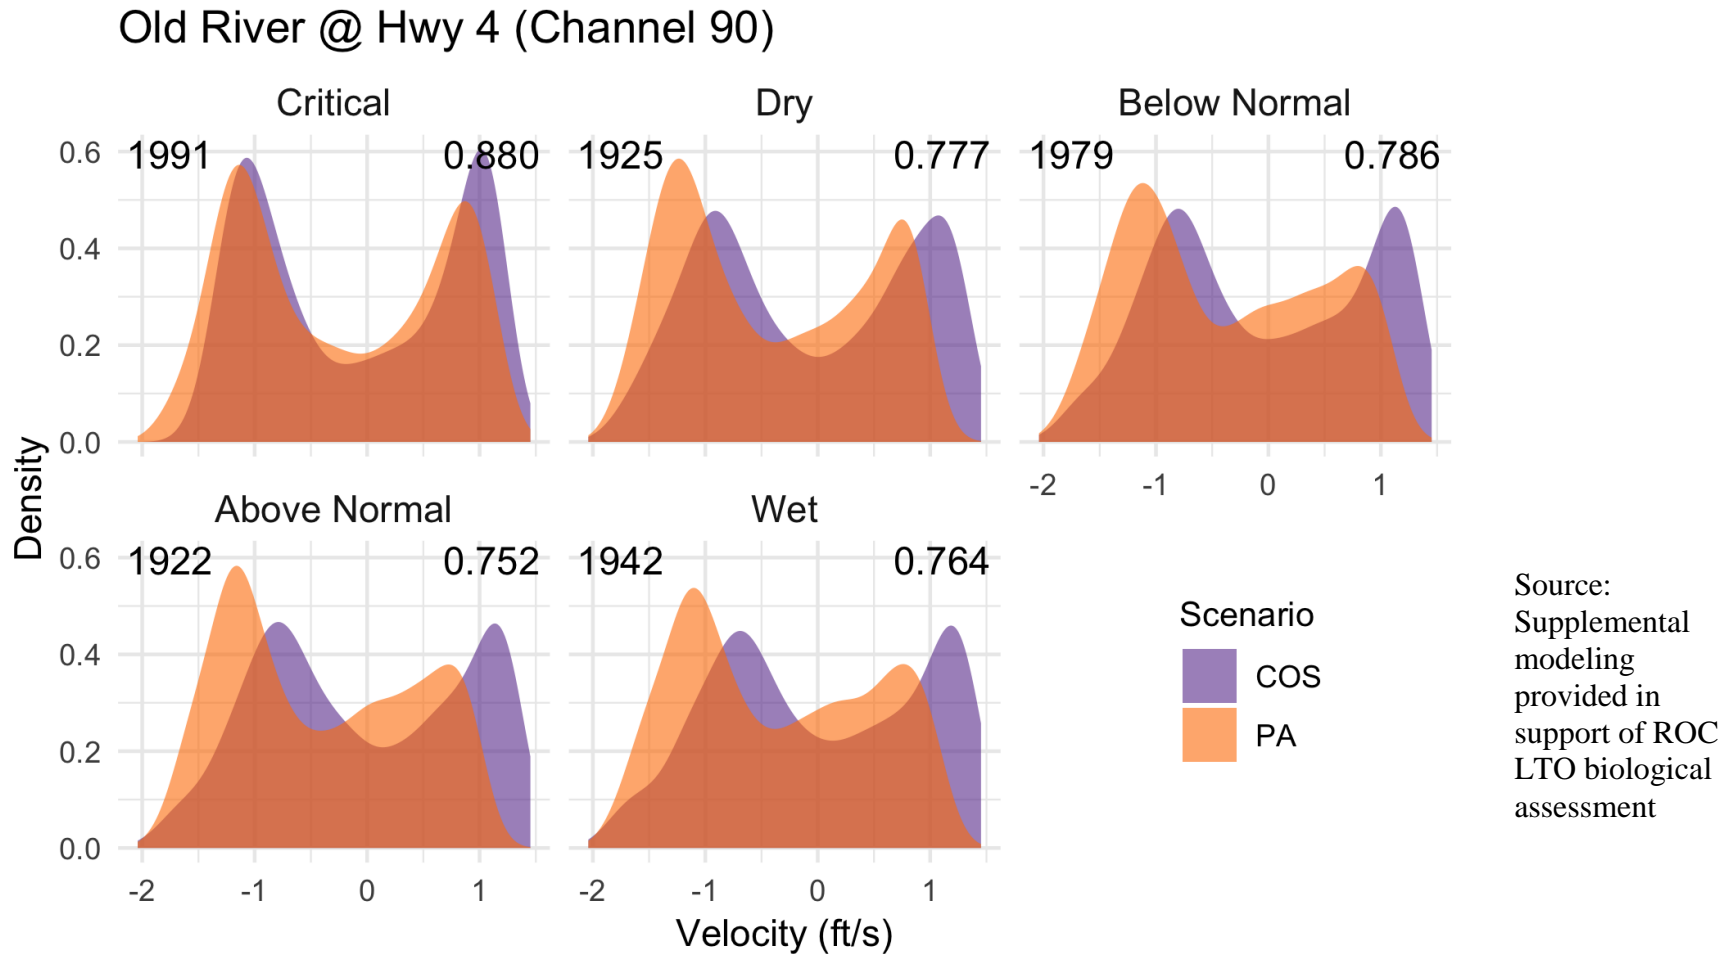 Old River @ Hwy 4 (Channel 90)
Critical
Dry
Below Normal
1991
0.880
1925
0.777
1979
0.786
0.6
0.4
0.2
0.0
-2
-1
0
1
Above Normal
Wet
1922
0.752
1942
0.764
0.6
0.4
0.2
0.0
-2
-1
0
1
-2
-1
0
1
Density
Velocity (ft/s)
Scenario
COS
PA
Source:
Supplemental
modeling
provided in
support of ROC
LTO biological
assessment